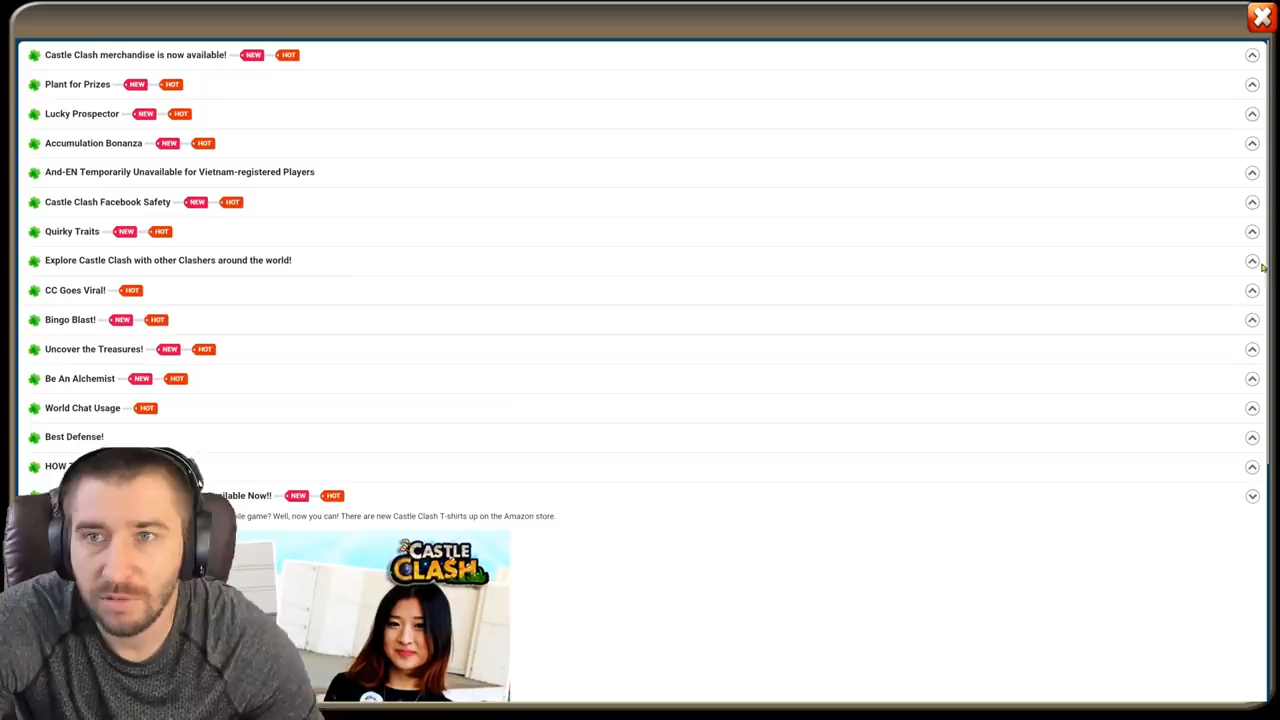 Castle Clash merchandise is now available! NEW HOT
Plant for Prizes NEW HOT
Lucky Prospector NEW HOT
Accumulation Bonanza NEW HOT
And-EN Temporarily Unavailable for Vietnam-registered Players
Castle Clash Facebook Safety NEW HOT
Quirky Traits NEW HOT
Explore Castle Clash with other Clashers around the world!
CC Goes Viral! HOT
Bingo Blast! NEW HOT
Uncover the Treasures! NEW HOT
Be An Alchemist NEW HOT
World Chat Usage HOT
Best Defense!
HOW
Now!! NEW HOT
game? Well, now you can! There are new Castle Clash T-shirts up on the Amazon store.
CASTLE
CLASH